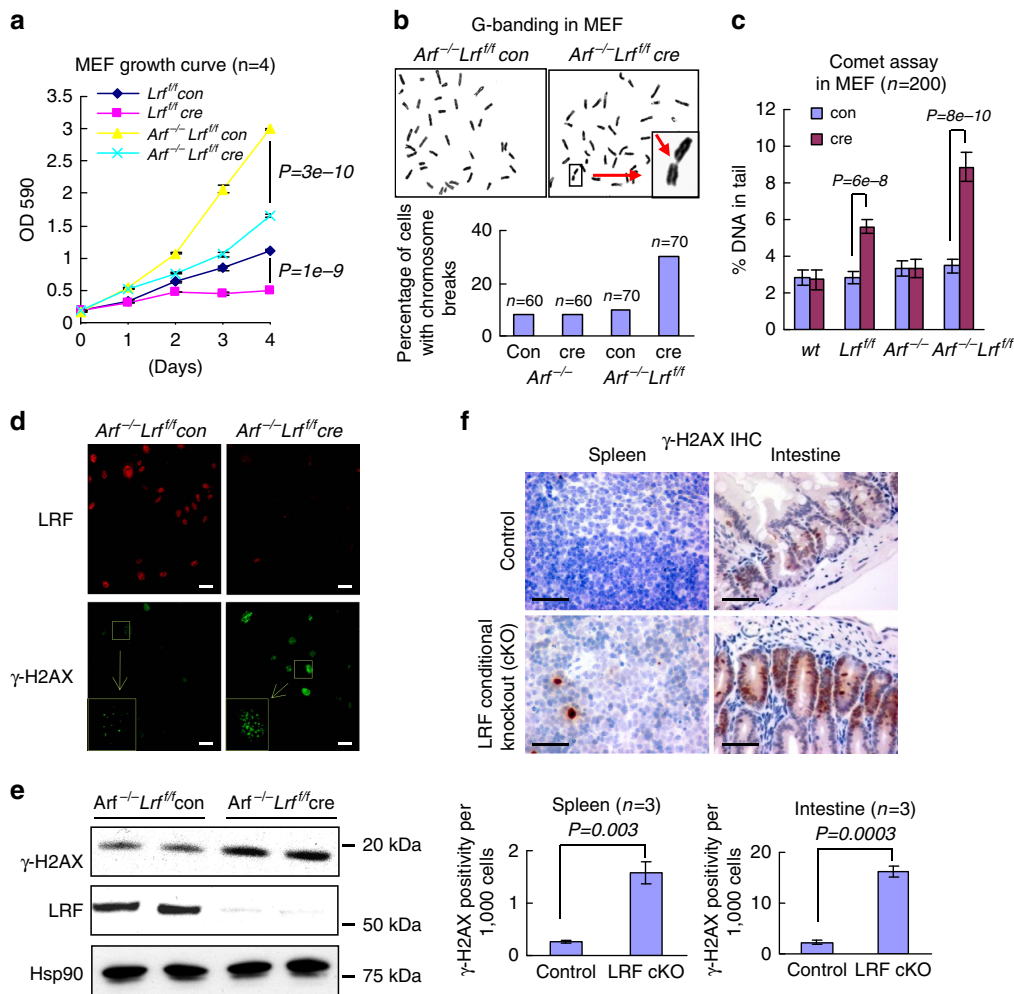 a
MEF growth curve (n=4)
Lrf^f/f con
Lrf^f/f cre
Arf^−/− Lrf^f/f con
Arf^−/− Lrf^f/f cre
OD 590
3.5
3
2.5
2
1.5
1
0.5
0
P=3e–10
P=1e–9
0 1 2 3 4
(Days)
b
G-banding in MEF
Arf^−/−Lrf^f/f con
Arf^−/−Lrf^f/f cre
Percentage of cells
with chromosome
breaks
40
20
0
n=60
n=60
n=70
n=70
Con cre con cre
Arf^−/−
Arf^−/−Lrf^f/f
c
Comet assay
in MEF (n=200)
% DNA in tail
12
10
8
6
4
2
0
con
cre
P=6e–8
P=8e–10
wt Lrf^f/f Arf^−/− Arf^−/−Lrf^f/f
d
Arf^−/−Lrf^f/f con
Arf^−/−Lrf^f/f cre
LRF
γ-H2AX
e
Arf^−/−Lrf^f/f con
Arf^−/−Lrf^f/f cre
γ-H2AX
20 kDa
LRF
50 kDa
Hsp90
75 kDa
f
γ-H2AX IHC
Spleen
Intestine
Control
LRF conditional
knockout (cKO)
Spleen (n=3)
P=0.003
γ-H2AX positivity per
1,000 cells
2
1
0
Control LRF cKO
Intestine (n=3)
P=0.0003
γ-H2AX positivity per
1,000 cells
20
10
0
Control LRF cKO